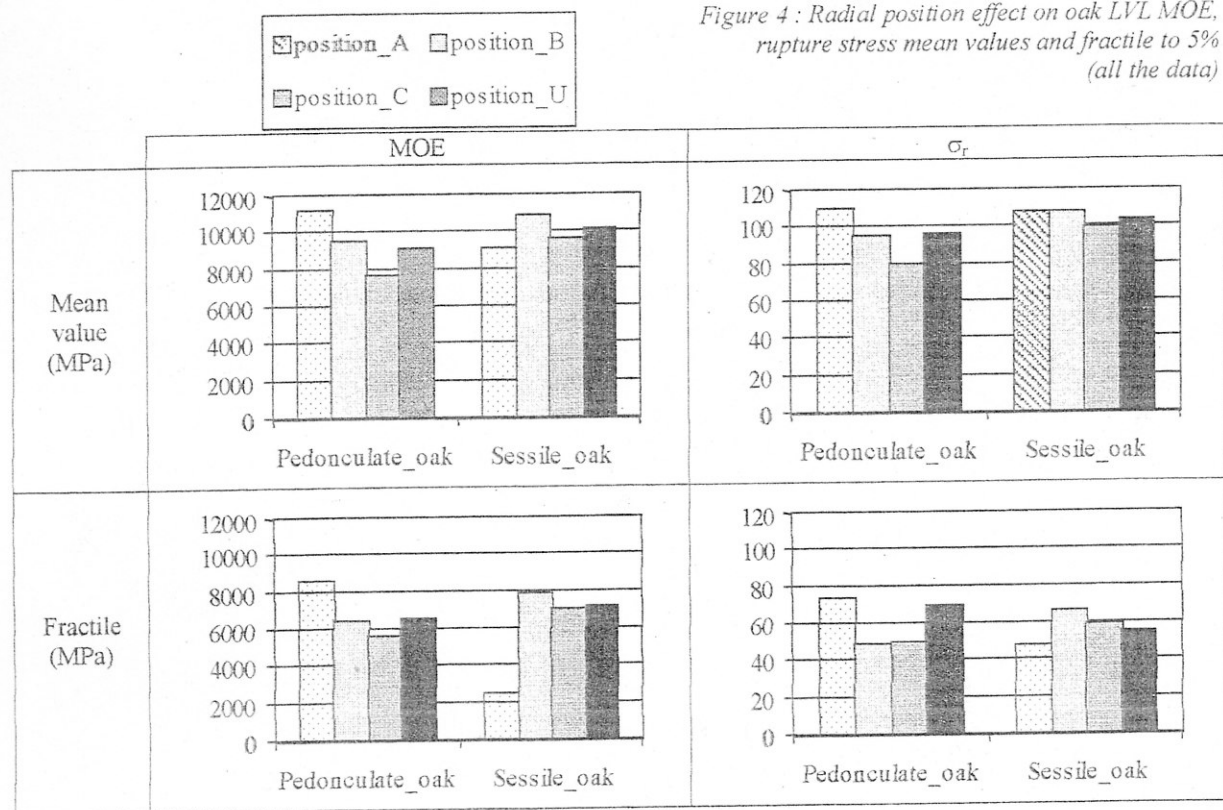 Figure 4 : Radial position effect on oak LVL MOE,
rupture stress mean values and fractile to 5%
(all the data)
position_A position_B
position_C position_U
MOE
σr
Mean
value
(MPa)
12000
10000
8000
6000
4000
2000
0
Pedonculate_oak Sessile_oak
120
100
80
60
40
20
0
Pedonculate_oak Sessile_oak
Fractile
(MPa)
12000
10000
8000
6000
4000
2000
0
Pedonculate_oak Sessile_oak
120
100
80
60
40
20
0
Pedonculate_oak Sessile_oak